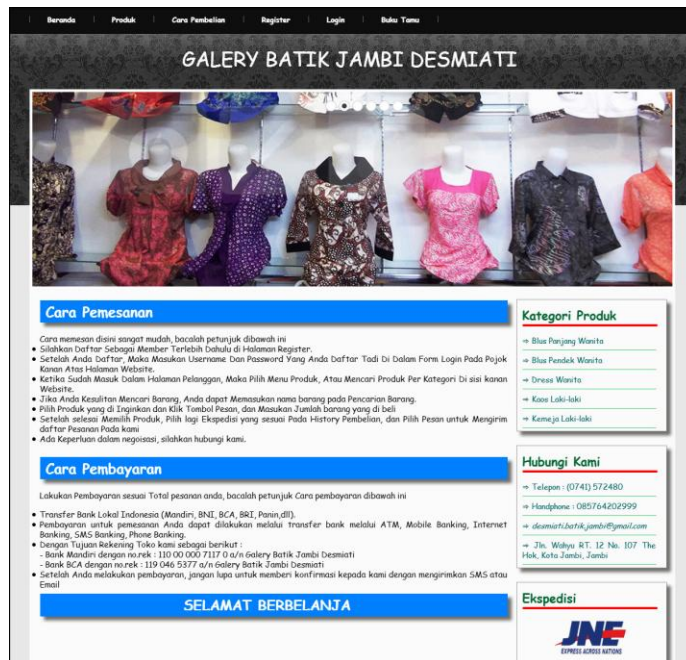 Beranda Produk Cara Pembelian Register Login Buku Tamu
GALERY BATIK JAMBI DESMIATI
Cara Pemesanan
Cara memesan disini sangat mudah, bacalah petunjuk dibawah ini
Silahkan Daftar Sebagai Member Terlebih Dahulu di Halaman Register.
Setelah Anda Daftar, Maka Masukan Username Dan Password Yang Anda Daftar Tadi Di Dalam Form Login Pada Pojok
Kanan Atas Halaman Website.
Ketika Sudah Masuk Dalam Halaman Pelanggan, Maka Pilih Menu Produk, Atau Mencari Produk Per Kategori Di sisi kanan
Website.
Jika Anda Kesulitan Mencari Barang, Anda dapat Memasukan nama barang pada Pencarian Barang.
Pilih Produk yang di Inginkan dan Klik Tombol Pesan, dan Masukan Jumlah barang yang di beli
Setelah selesai Memilih Produk, Pilih lagi Ekspedisi yang sesuai Pada History Pembelian, dan Pilih Pesan untuk Mengirim
daftar Pesanan Pada kami
Ada Keperluan dalam negoisasi, silahkan hubungi kami.
Cara Pembayaran
Lakukan Pembayaran sesuai Total pesanan anda, bacalah petunjuk Cara pembayaran dibawah ini
Transfer Bank Lokal Indonesia (Mandiri, BNI, BCA, BRI, Panin,dll).
Pembayaran untuk pemesanan Anda dapat dilakukan melalui transfer bank melalui ATM, Mobile Banking, Internet
Banking, SMS Banking, Phone Banking.
Dengan Tujuan Rekening Toko kami sebagai berikut :
- Bank Mandiri dengan no.rek : 110 00 000 7117 0 a/n Galery Batik Jambi Desmiati
- Bank BCA dengan no.rek : 119 046 5377 a/n Galery Batik Jambi Desmiati
Setelah Anda melakukan pembayaran, jangan lupa untuk memberi konfirmasi kepada kami dengan mengirimkan SMS atau
Email
SELAMAT BERBELANJA
Kategori Produk
⇒ Blus Panjang Wanita
⇒ Blus Pendek Wanita
⇒ Dress Wanita
⇒ Kaos Laki-laki
⇒ Kemeja Laki-laki
Hubungi Kami
⇒ Telepon : (0741) 572480
⇒ Handphone : 085764202999
⇒ desmiati.batik.jambi@gmail.com
⇒ Jln. Wahyu RT. 12 No. 107 The
Hok, Kota Jambi, Jambi
Ekspedisi
JNE
EXPRESS ACROSS NATIONS